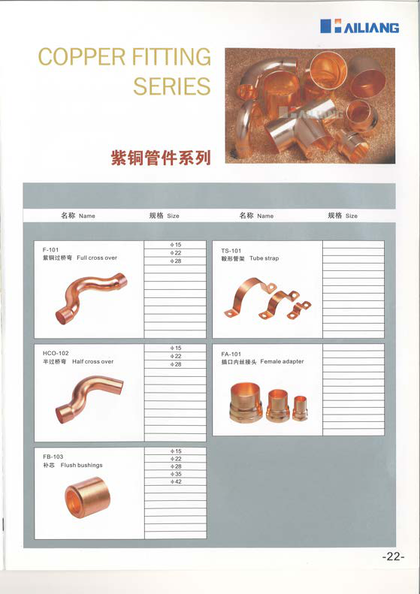 HAILIANG
COPPER FITTING
SERIES
HAILIANG
紫铜管件系列
名称 Name 规格 Size 名称 Name 规格 Size
F-101
紫铜过桥弯 Full cross over
φ15
φ22
φ28
TS-101
鞍形管架 Tube strap
HCO-102
半过桥弯 Half cross over
φ15
φ22
φ28
FA-101
插口内丝接头 Female adapter
FB-103
补芯 Flush bushings
φ15
φ22
φ28
φ35
φ42
-22-